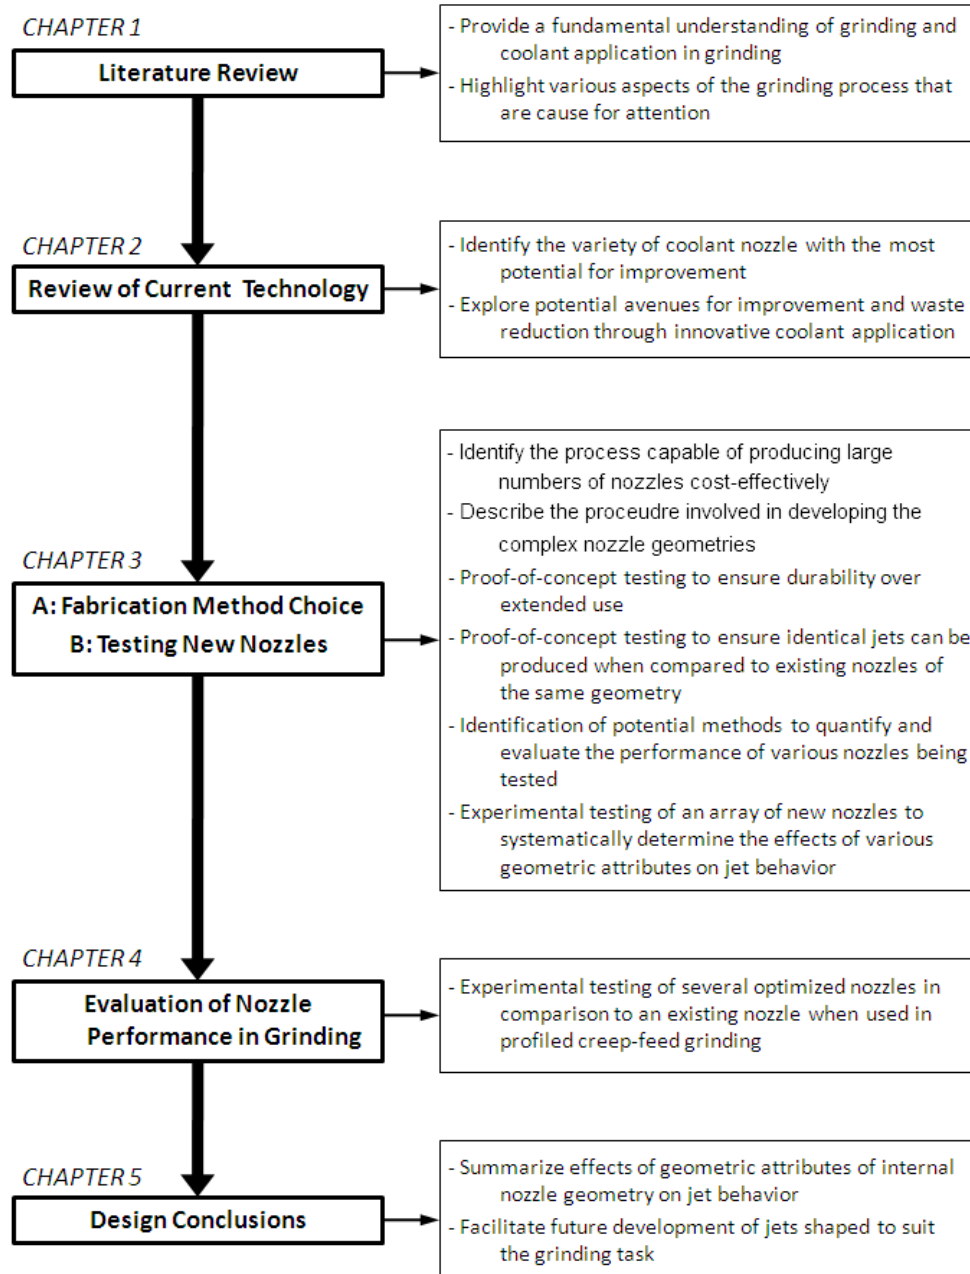 CHAPTER 1
Literature Review
- Provide a fundamental understanding of grinding and
coolant application in grinding
- Highlight various aspects of the grinding process that
are cause for attention
CHAPTER 2
Review of Current Technology
- Identify the variety of coolant nozzle with the most
potential for improvement
- Explore potential avenues for improvement and waste
reduction through innovative coolant application
CHAPTER 3
A: Fabrication Method Choice
B: Testing New Nozzles
- Identify the process capable of producing large
numbers of nozzles cost-effectively
- Describe the proceudre involved in developing the
complex nozzle geometries
- Proof-of-concept testing to ensure durability over
extended use
- Proof-of-concept testing to ensure identical jets can be
produced when compared to existing nozzles of
the same geometry
- Identification of potential methods to quantify and
evaluate the performance of various nozzles being
tested
- Experimental testing of an array of new nozzles to
systematically determine the effects of various
geometric attributes on jet behavior
CHAPTER 4
Evaluation of Nozzle
Performance in Grinding
- Experimental testing of several optimized nozzles in
comparison to an existing nozzle when used in
profiled creep-feed grinding
CHAPTER 5
Design Conclusions
- Summarize effects of geometric attributes of internal
nozzle geometry on jet behavior
- Facilitate future development of jets shaped to suit
the grinding task